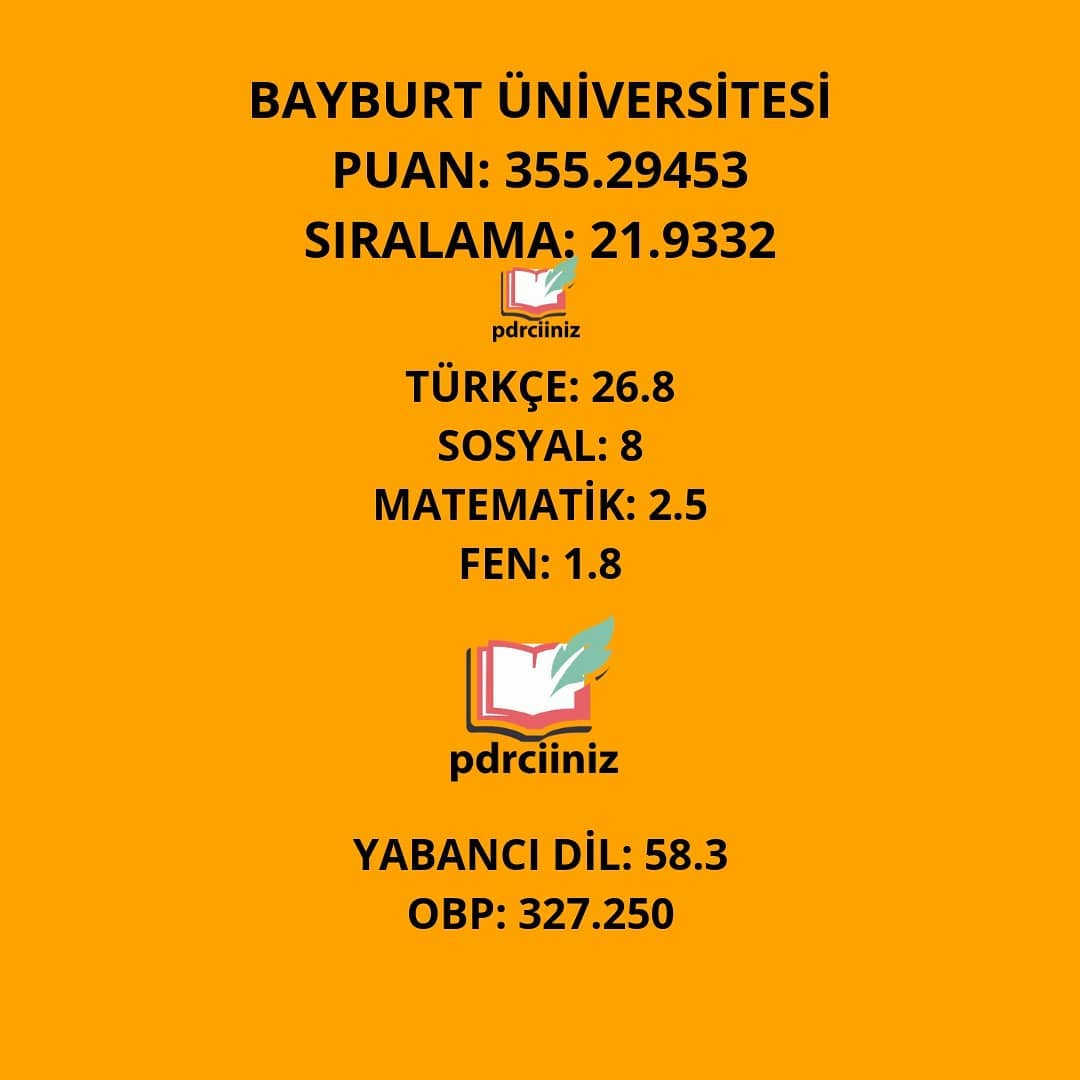 BAYBURT ÜNİVERSİTESİ
PUAN: 355.29453
SIRALAMA: 21.9332
pdrciiniz
TÜRKÇE: 26.8
SOSYAL: 8
MATEMATİK: 2.5
FEN: 1.8
pdrciiniz
YABANCI DİL: 58.3
OBP: 327.250